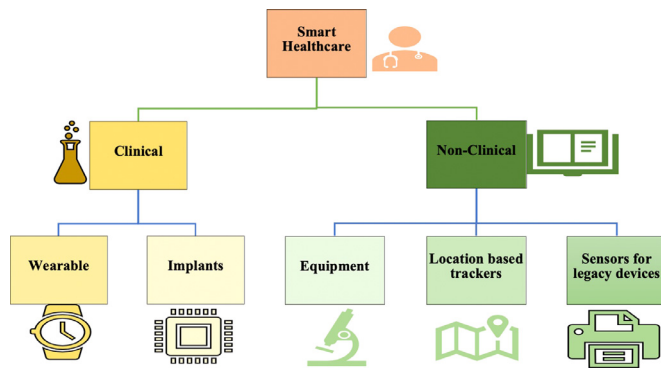 Smart
Healthcare
Clinical
Non-Clinical
Wearable
Implants
Equipment
Location based
trackers
Sensors for
legacy devices